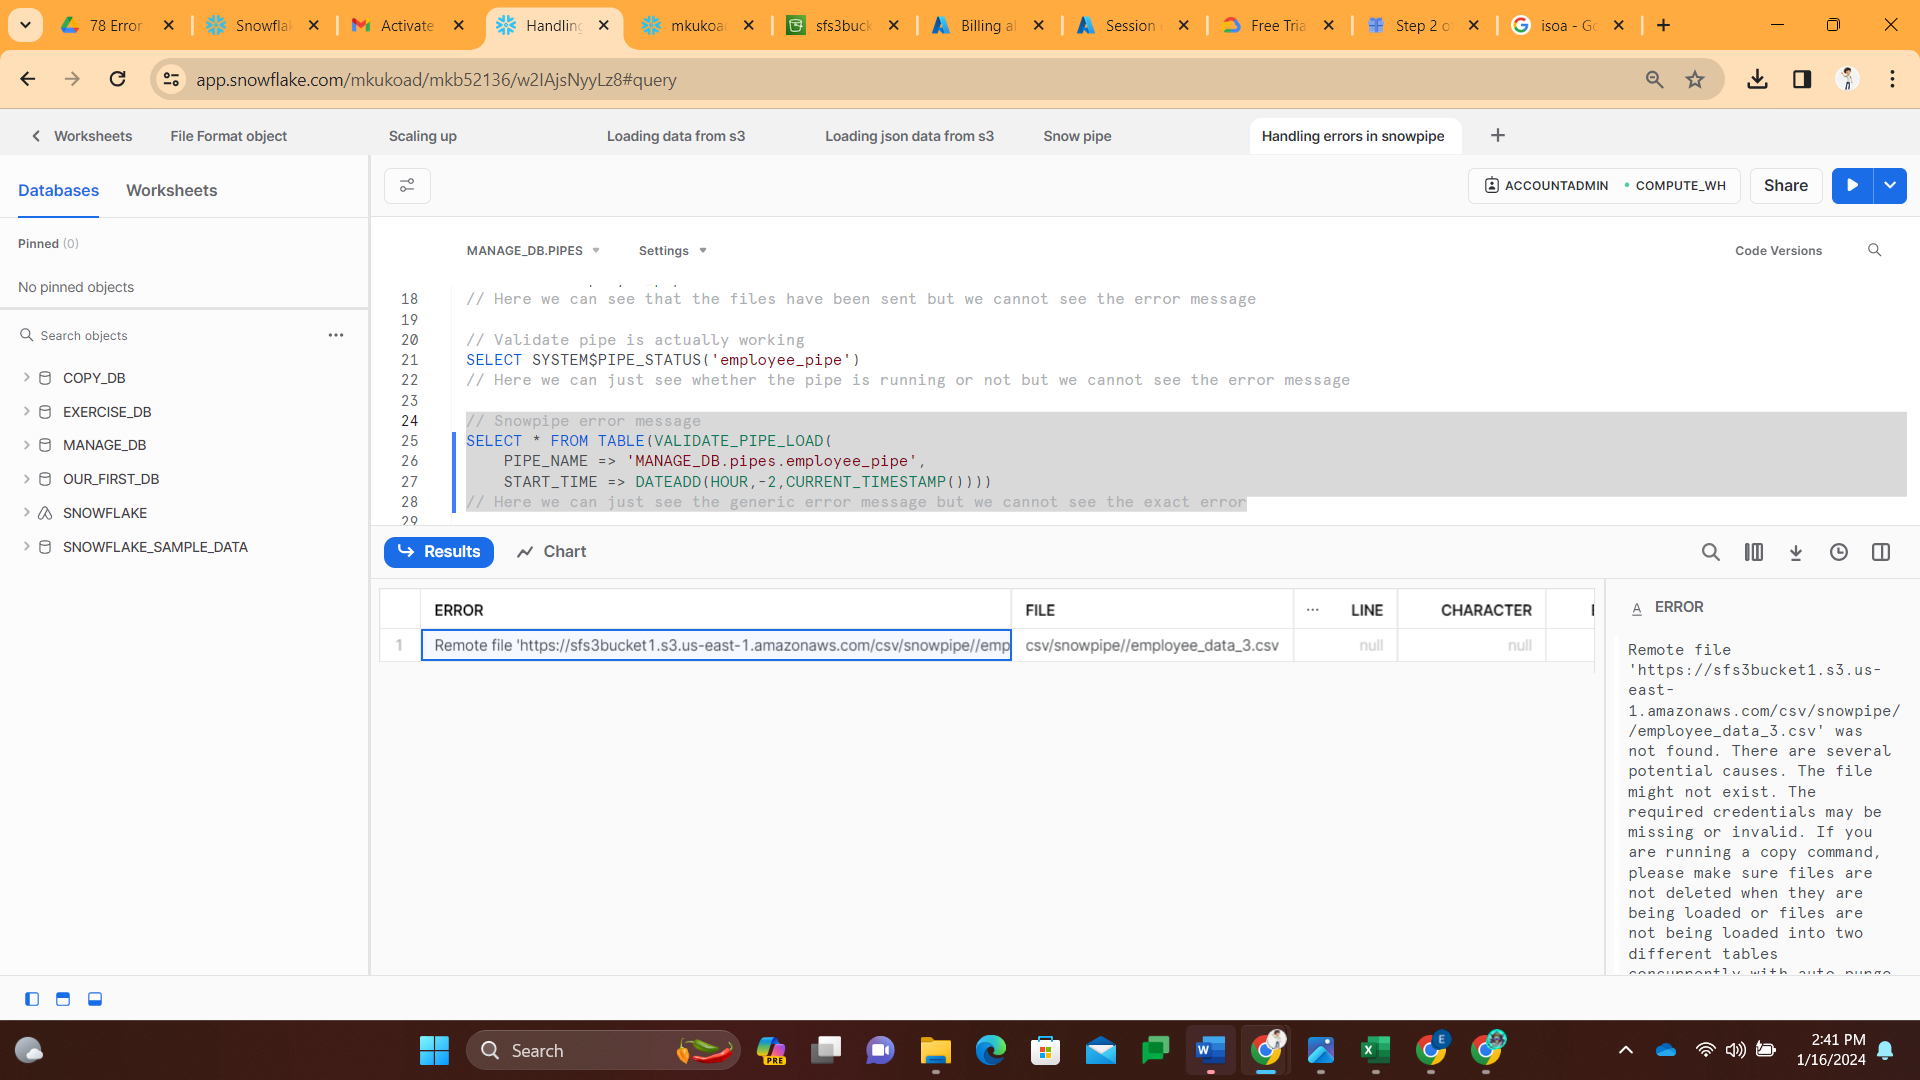 78 Error
Snowfla
Activate
Handling
mkukoa
sfs3buck
Billing al
Session
Free Tria
Step 2 o
isoa - Go
app.snowflake.com/mkukoad/mkb52136/w2IAjsNyyLz8#query
Worksheets
File Format object
Scaling up
Loading data from s3
Loading json data from s3
Snow pipe
Handling errors in snowpipe
Databases
Worksheets
ACCOUNTADMIN
COMPUTE_WH
Share
Pinned (0)
No pinned objects
Search objects
COPY_DB
EXERCISE_DB
MANAGE_DB
OUR_FIRST_DB
SNOWFLAKE
SNOWFLAKE_SAMPLE_DATA
MANAGE_DB.PIPES
Settings
Code Versions
18 // Here we can see that the files have been sent but we cannot see the error message
19
20 // Validate pipe is actually working
21 SELECT SYSTEM$PIPE_STATUS('employee_pipe')
22 // Here we can just see whether the pipe is running or not but we cannot see the error message
23
24 // Snowpipe error message
25 SELECT * FROM TABLE(VALIDATE_PIPE_LOAD(
26 PIPE_NAME => 'MANAGE_DB.pipes.employee_pipe',
27 START_TIME => DATEADD(HOUR,-2,CURRENT_TIMESTAMP())))
28 // Here we can just see the generic error message but we cannot see the exact error
29
Results
Chart
ERROR FILE ... LINE CHARACTER
1 Remote file 'https://sfs3bucket1.s3.us-east-1.amazonaws.com/csv/snowpipe//emp csv/snowpipe//employee_data_3.csv null null
A ERROR
Remote file
'https://sfs3bucket1.s3.us-
east-
1.amazonaws.com/csv/snowpipe/
/employee_data_3.csv' was
not found. There are several
potential causes. The file
might not exist. The
required credentials may be
missing or invalid. If you
are running a copy command,
please make sure files are
not deleted when they are
being loaded or files are
not being loaded into two
different tables
concurrently with auto purge
Search
PRE
E
2:41 PM
1/16/2024